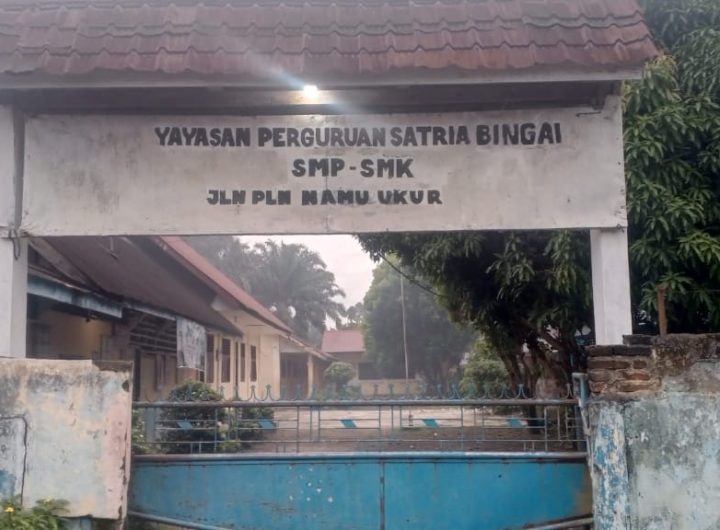 YAYASAN PERGURUAN SATRIA BINGAI
SMP-SMK
JLN PLN NAMU UKUR